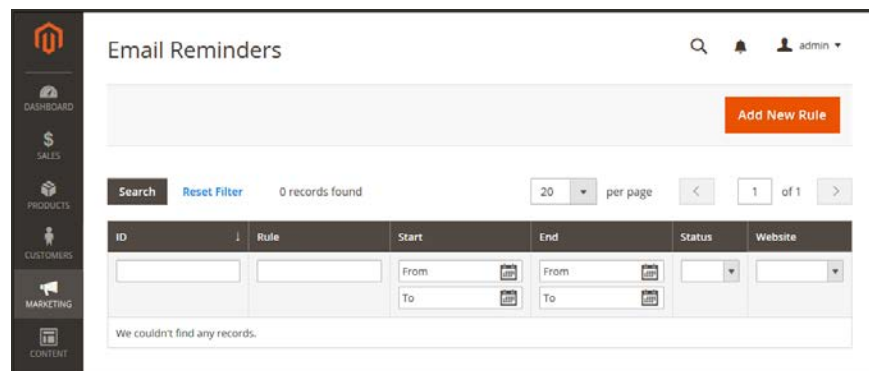 Email Reminders
admin
DASHBOARD
Add New Rule
$
SALES
Search Reset Filter 0 records found 20 per page < 1 of 1 >
PRODUCTS
ID ↓ Rule Start End Status Website
CUSTOMERS
From From
MARKETING
To To
We couldn't find any records.
CONTENT